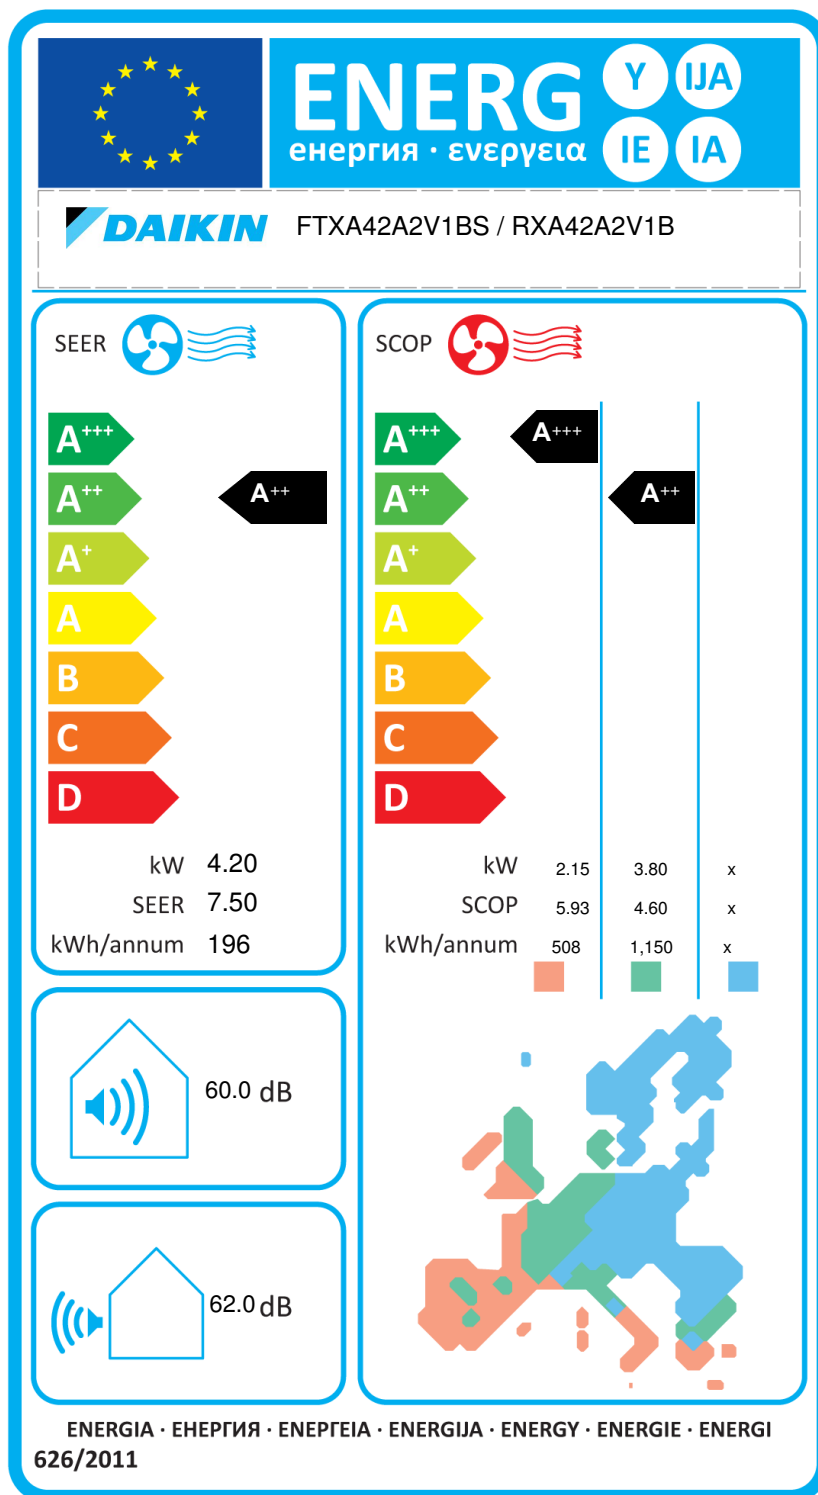 ENERG
енергия · ενεργεια
Y
IJA
IE
IA
DAIKIN
FTXA42A2V1BS / RXA42A2V1B
SEER
A+++
A++
A++
A+
A
B
C
D
kW 4.20
SEER 7.50
kWh/annum 196
SCOP
A+++
A+++
A++
A++
A+
A
B
C
D
kW 2.15 3.80 x
SCOP 5.93 4.60 x
kWh/annum 508 1,150 x
60.0 dB
62.0 dB
ENERGIA · ЕНЕРГИЯ · ΕΝΕΡΓΕΙΑ · ENERGIJA · ENERGY · ENERGIE · ENERGI
626/2011